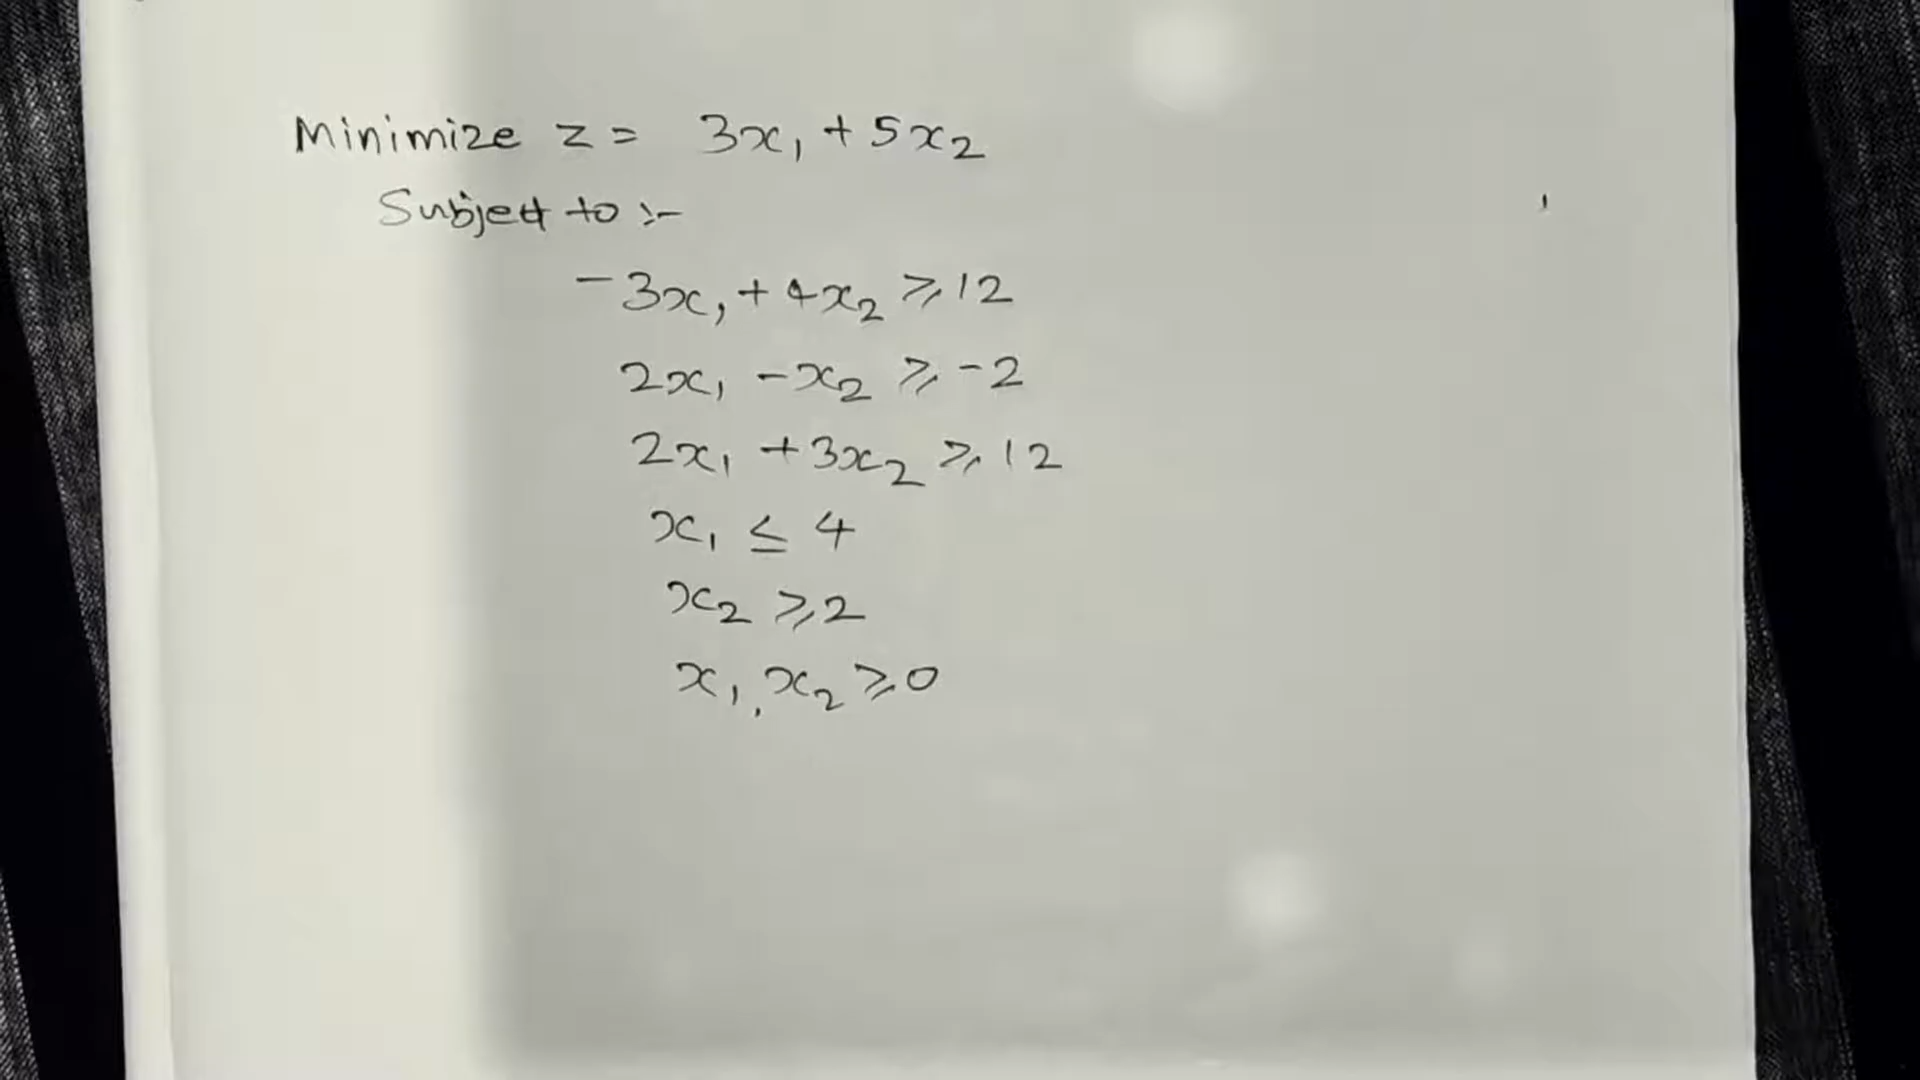 Minimize z = 3x₁ + 5x₂
Subject to :-
-3x₁ + 4x₂ ⩾ 12
2x₁ - x₂ ⩾ -2
2x₁ + 3x₂ ⩾ 12
x₁ ≤ 4
x₂ ⩾ 2
x₁, x₂ ⩾ 0